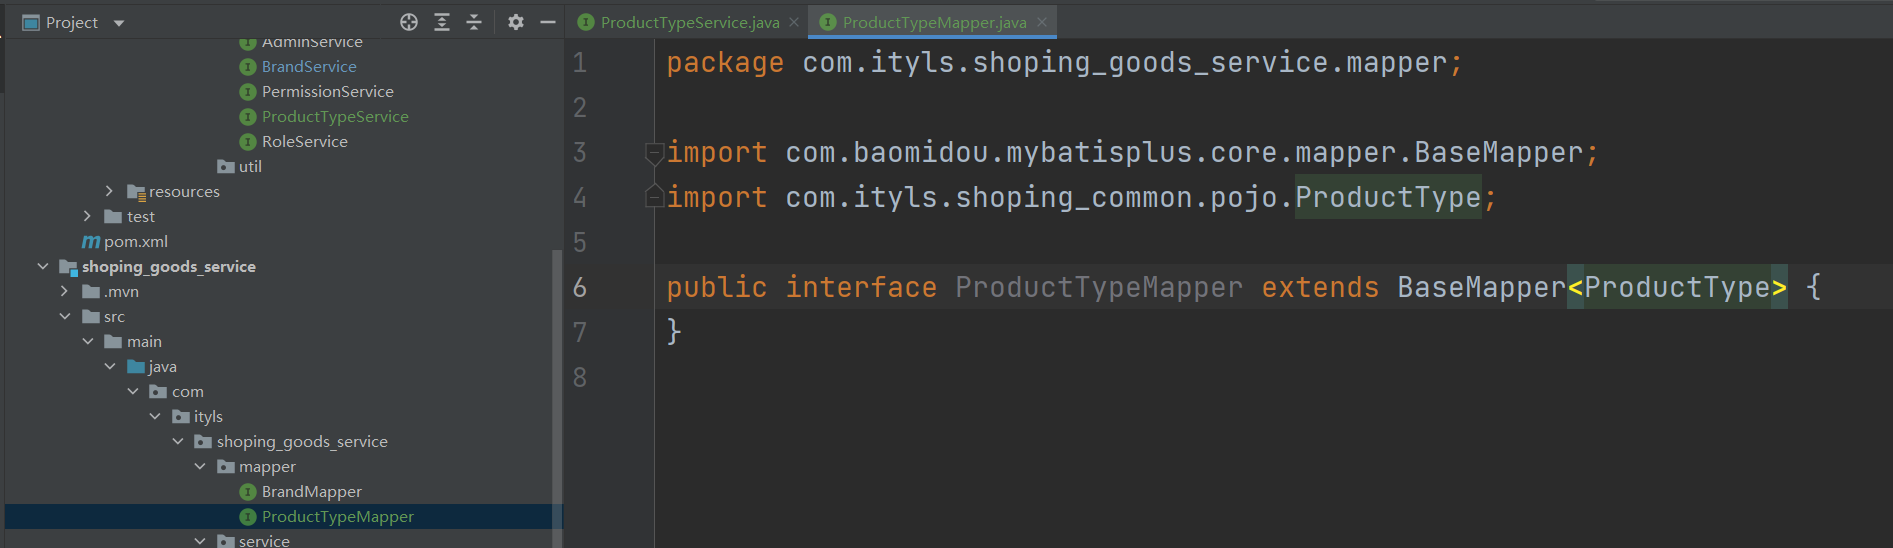 Project
AdminService
BrandService
PermissionService
ProductTypeService
RoleService
util
resources
test
pom.xml
shoping_goods_service
.mvn
src
main
java
com
ityls
shoping_goods_service
mapper
BrandMapper
ProductTypeMapper
service
ProductTypeService.java
ProductTypeMapper.java
1 package com.ityls.shoping_goods_service.mapper;
2
3 import com.baomidou.mybatisplus.core.mapper.BaseMapper;
4 import com.ityls.shoping_common.pojo.ProductType;
5
6 public interface ProductTypeMapper extends BaseMapper<ProductType> {
7 }
8